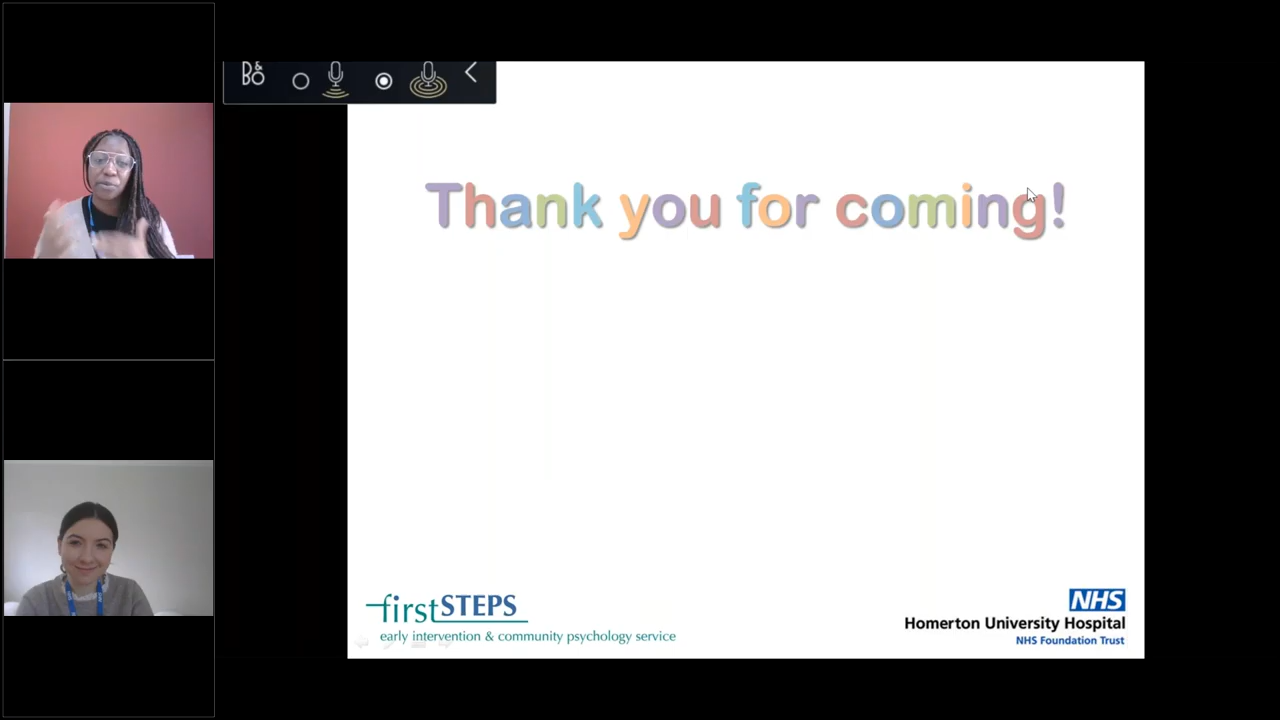 Thank you for coming!
firstSTEPS
early intervention & community psychology service
NHS
Homerton University Hospital
NHS Foundation Trust